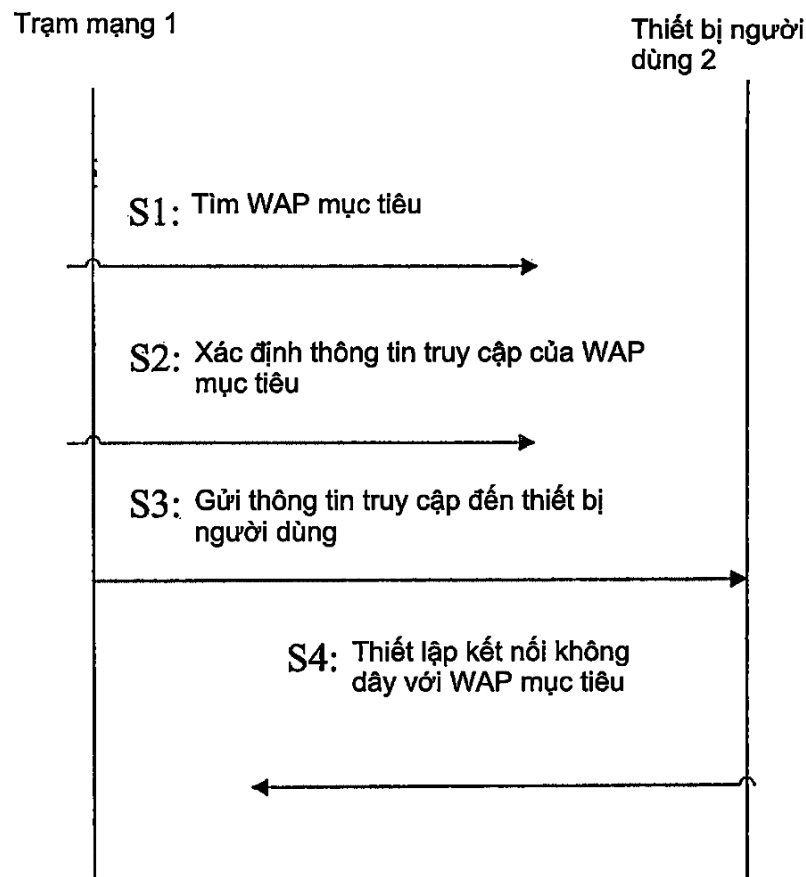 Trạm mạng 1
Thiết bị người
dùng 2
S1: Tìm WAP mục tiêu
S2: Xác định thông tin truy cập của WAP
mục tiêu
S3: Gửi thông tin truy cập đến thiết bị
người dùng
S4: Thiết lập kết nối không
dây với WAP mục tiêu